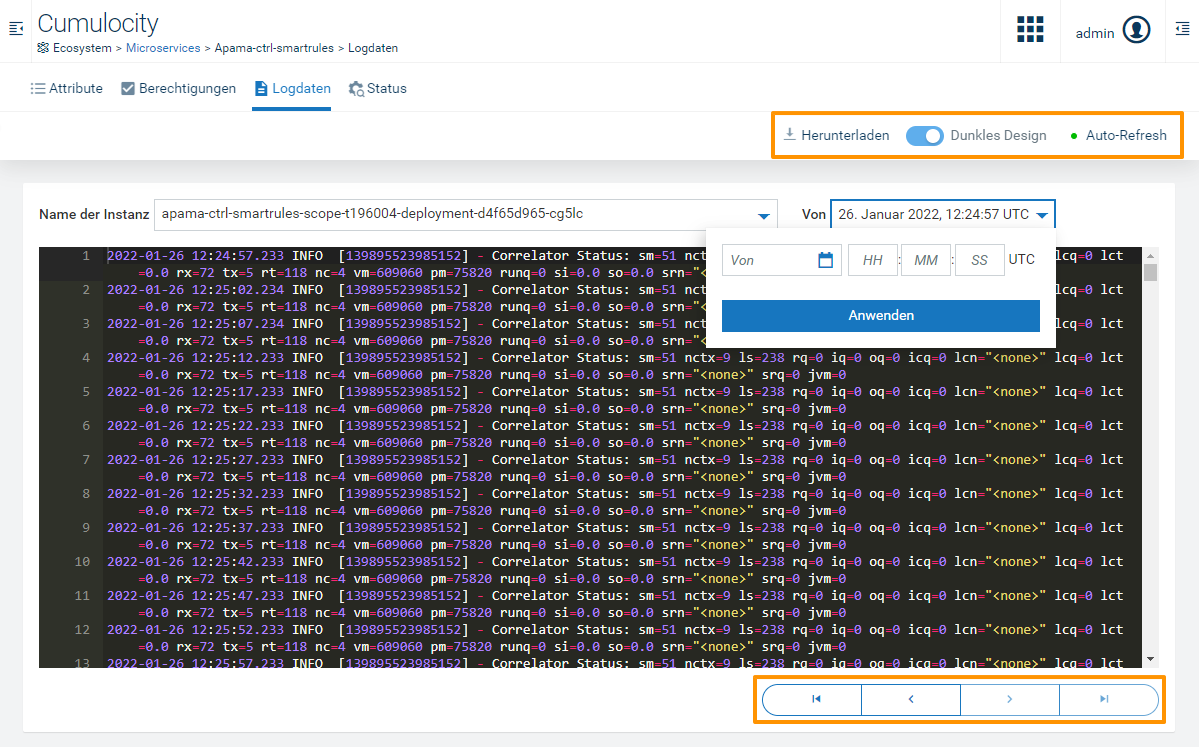 Cumulocity
Ecosystem > Microservices > Apama-ctrl-smartrules > Logdaten
admin
Attribute
Berechtigungen
Logdaten
Status
Herunterladen
Dunkles Design
Auto-Refresh
Name der Instanz
apama-ctrl-smartrules-scope-t196004-deployment-d4f65d965-cg5lc
Von
26. Januar 2022, 12:24:57 UTC
Von
HH : MM : SS UTC
Anwenden
1 2022-01-26 12:24:57.233 INFO [139895523985152] - Correlator Status: sm=51 nct lcq=0 lct
=0.0 rx=72 tx=5 rt=118 nc=4 vm=609060 pm=75820 runq=0 si=0.0 so=0.0 srn="<
2 2022-01-26 12:25:02.234 INFO [139895523985152] - Correlator Status: sm=51 nct lcq=0 lct
=0.0 rx=72 tx=5 rt=118 nc=4 vm=609060 pm=75820 runq=0 si=0.0 so=0.0 srn="<
3 2022-01-26 12:25:07.234 INFO [139895523985152] - Correlator Status: sm=51 nct lcq=0 lct
=0.0 rx=72 tx=5 rt=118 nc=4 vm=609060 pm=75820 runq=0 si=0.0 so=0.0 srn="<
4 2022-01-26 12:25:12.233 INFO [139895523985152] - Correlator Status: sm=51 nctx=9 ls=238 rq=0 iq=0 oq=0 icq=0 lcn="<none>" lcq=0 lct
=0.0 rx=72 tx=5 rt=118 nc=4 vm=609060 pm=75820 runq=0 si=0.0 so=0.0 srn="<none>" srq=0 jvm=0
5 2022-01-26 12:25:17.233 INFO [139895523985152] - Correlator Status: sm=51 nctx=9 ls=238 rq=0 iq=0 oq=0 icq=0 lcn="<none>" lcq=0 lct
=0.0 rx=72 tx=5 rt=118 nc=4 vm=609060 pm=75820 runq=0 si=0.0 so=0.0 srn="<none>" srq=0 jvm=0
6 2022-01-26 12:25:22.233 INFO [139895523985152] - Correlator Status: sm=51 nctx=9 ls=238 rq=0 iq=0 oq=0 icq=0 lcn="<none>" lcq=0 lct
=0.0 rx=72 tx=5 rt=118 nc=4 vm=609060 pm=75820 runq=0 si=0.0 so=0.0 srn="<none>" srq=0 jvm=0
7 2022-01-26 12:25:27.233 INFO [139895523985152] - Correlator Status: sm=51 nctx=9 ls=238 rq=0 iq=0 oq=0 icq=0 lcn="<none>" lcq=0 lct
=0.0 rx=72 tx=5 rt=118 nc=4 vm=609060 pm=75820 runq=0 si=0.0 so=0.0 srn="<none>" srq=0 jvm=0
8 2022-01-26 12:25:32.233 INFO [139895523985152] - Correlator Status: sm=51 nctx=9 ls=238 rq=0 iq=0 oq=0 icq=0 lcn="<none>" lcq=0 lct
=0.0 rx=72 tx=5 rt=118 nc=4 vm=609060 pm=75820 runq=0 si=0.0 so=0.0 srn="<none>" srq=0 jvm=0
9 2022-01-26 12:25:37.233 INFO [139895523985152] - Correlator Status: sm=51 nctx=9 ls=238 rq=0 iq=0 oq=0 icq=0 lcn="<none>" lcq=0 lct
=0.0 rx=72 tx=5 rt=118 nc=4 vm=609060 pm=75820 runq=0 si=0.0 so=0.0 srn="<none>" srq=0 jvm=0
10 2022-01-26 12:25:42.233 INFO [139895523985152] - Correlator Status: sm=51 nctx=9 ls=238 rq=0 iq=0 oq=0 icq=0 lcn="<none>" lcq=0 lct
=0.0 rx=72 tx=5 rt=118 nc=4 vm=609060 pm=75820 runq=0 si=0.0 so=0.0 srn="<none>" srq=0 jvm=0
11 2022-01-26 12:25:47.233 INFO [139895523985152] - Correlator Status: sm=51 nctx=9 ls=238 rq=0 iq=0 oq=0 icq=0 lcn="<none>" lcq=0 lct
=0.0 rx=72 tx=5 rt=118 nc=4 vm=609060 pm=75820 runq=0 si=0.0 so=0.0 srn="<none>" srq=0 jvm=0
12 2022-01-26 12:25:52.233 INFO [139895523985152] - Correlator Status: sm=51 nctx=9 ls=238 rq=0 iq=0 oq=0 icq=0 lcn="<none>" lcq=0 lct
=0.0 rx=72 tx=5 rt=118 nc=4 vm=609060 pm=75820 runq=0 si=0.0 so=0.0 srn="<none>" srq=0 jvm=0
13 2022-01-26 12:25:57.233 INFO [139895523985152] - Correlator Status: sm=51 nctx=9 ls=238 rq=0 iq=0 oq=0 icq=0 lcn="<none>" lcq=0 lct